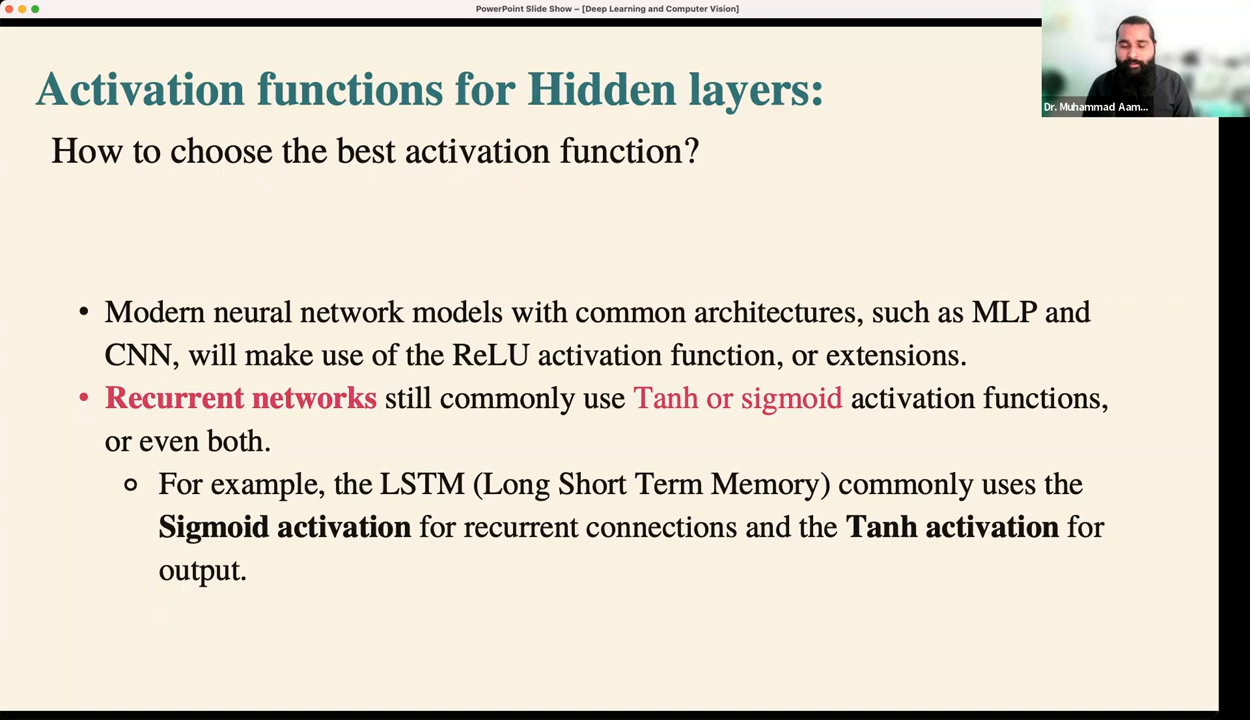 PowerPoint Slide Show – [Deep Learning and Computer Vision]
Dr. Muhammad Aam...
Activation functions for Hidden layers:
How to choose the best activation function?
• Modern neural network models with common architectures, such as MLP and
CNN, will make use of the ReLU activation function, or extensions.
• Recurrent networks still commonly use Tanh or sigmoid activation functions,
or even both.
For example, the LSTM (Long Short Term Memory) commonly uses the
Sigmoid activation for recurrent connections and the Tanh activation for
output.